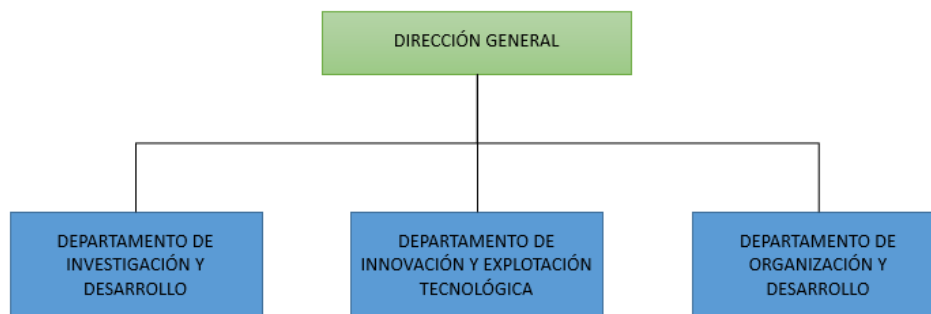 DIRECCIÓN GENERAL
DEPARTAMENTO DE
INVESTIGACIÓN Y
DESARROLLO
DEPARTAMENTO DE
INNOVACIÓN Y EXPLOTACIÓN
TECNOLÓGICA
DEPARTAMENTO DE
ORGANIZACIÓN Y
DESARROLLO